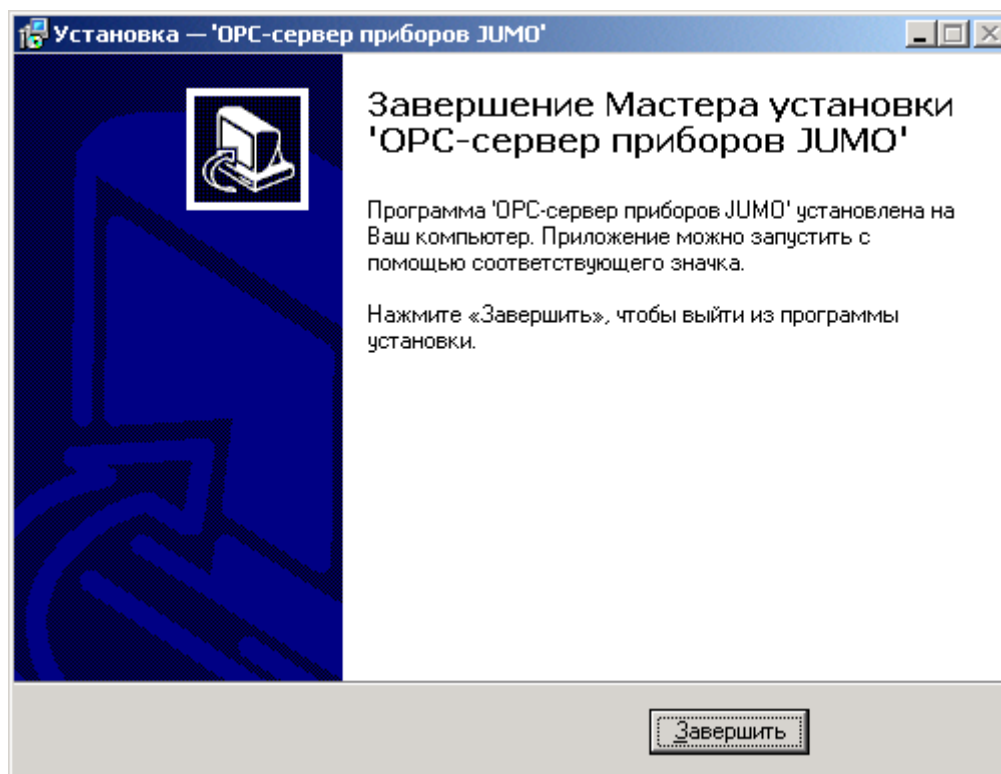 Установка — 'OPC-сервер приборов JUMO'
Завершение Мастера установки
'OPC-сервер приборов JUMO'
Программа 'OPC-сервер приборов JUMO' установлена на
Ваш компьютер. Приложение можно запустить с
помощью соответствующего значка.
Нажмите «Завершить», чтобы выйти из программы
установки.
Завершить